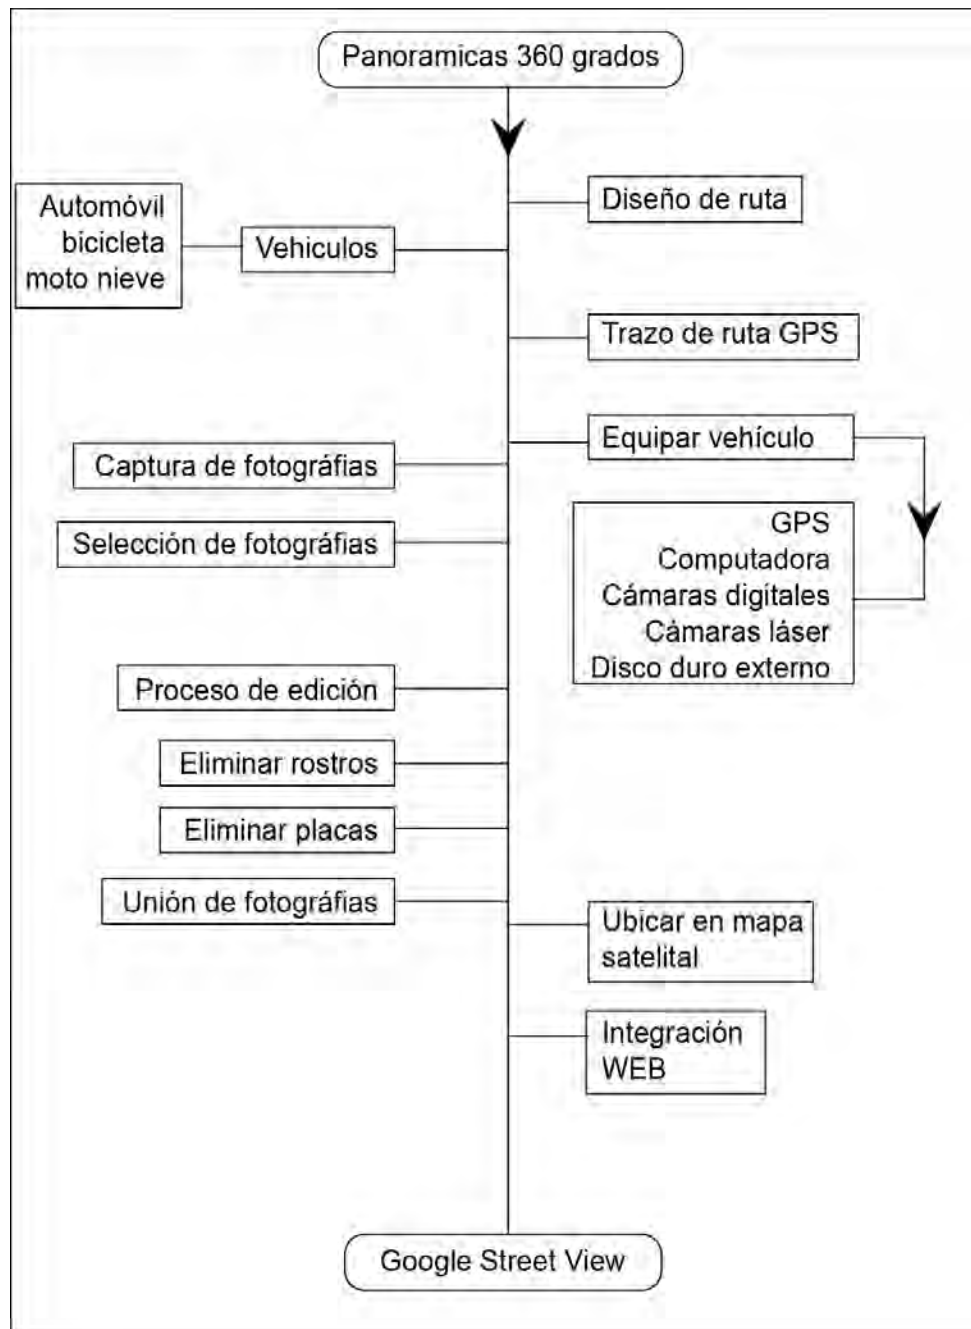 Panoramicas 360 grados
Diseño de ruta
Automóvil
bicicleta
moto nieve
Vehiculos
Trazo de ruta GPS
Equipar vehículo
Captura de fotográfias
Selección de fotográfias
GPS
Computadora
Cámaras digitales
Cámaras láser
Disco duro externo
Proceso de edición
Eliminar rostros
Eliminar placas
Unión de fotográfias
Ubicar en mapa
satelital
Integración
WEB
Google Street View